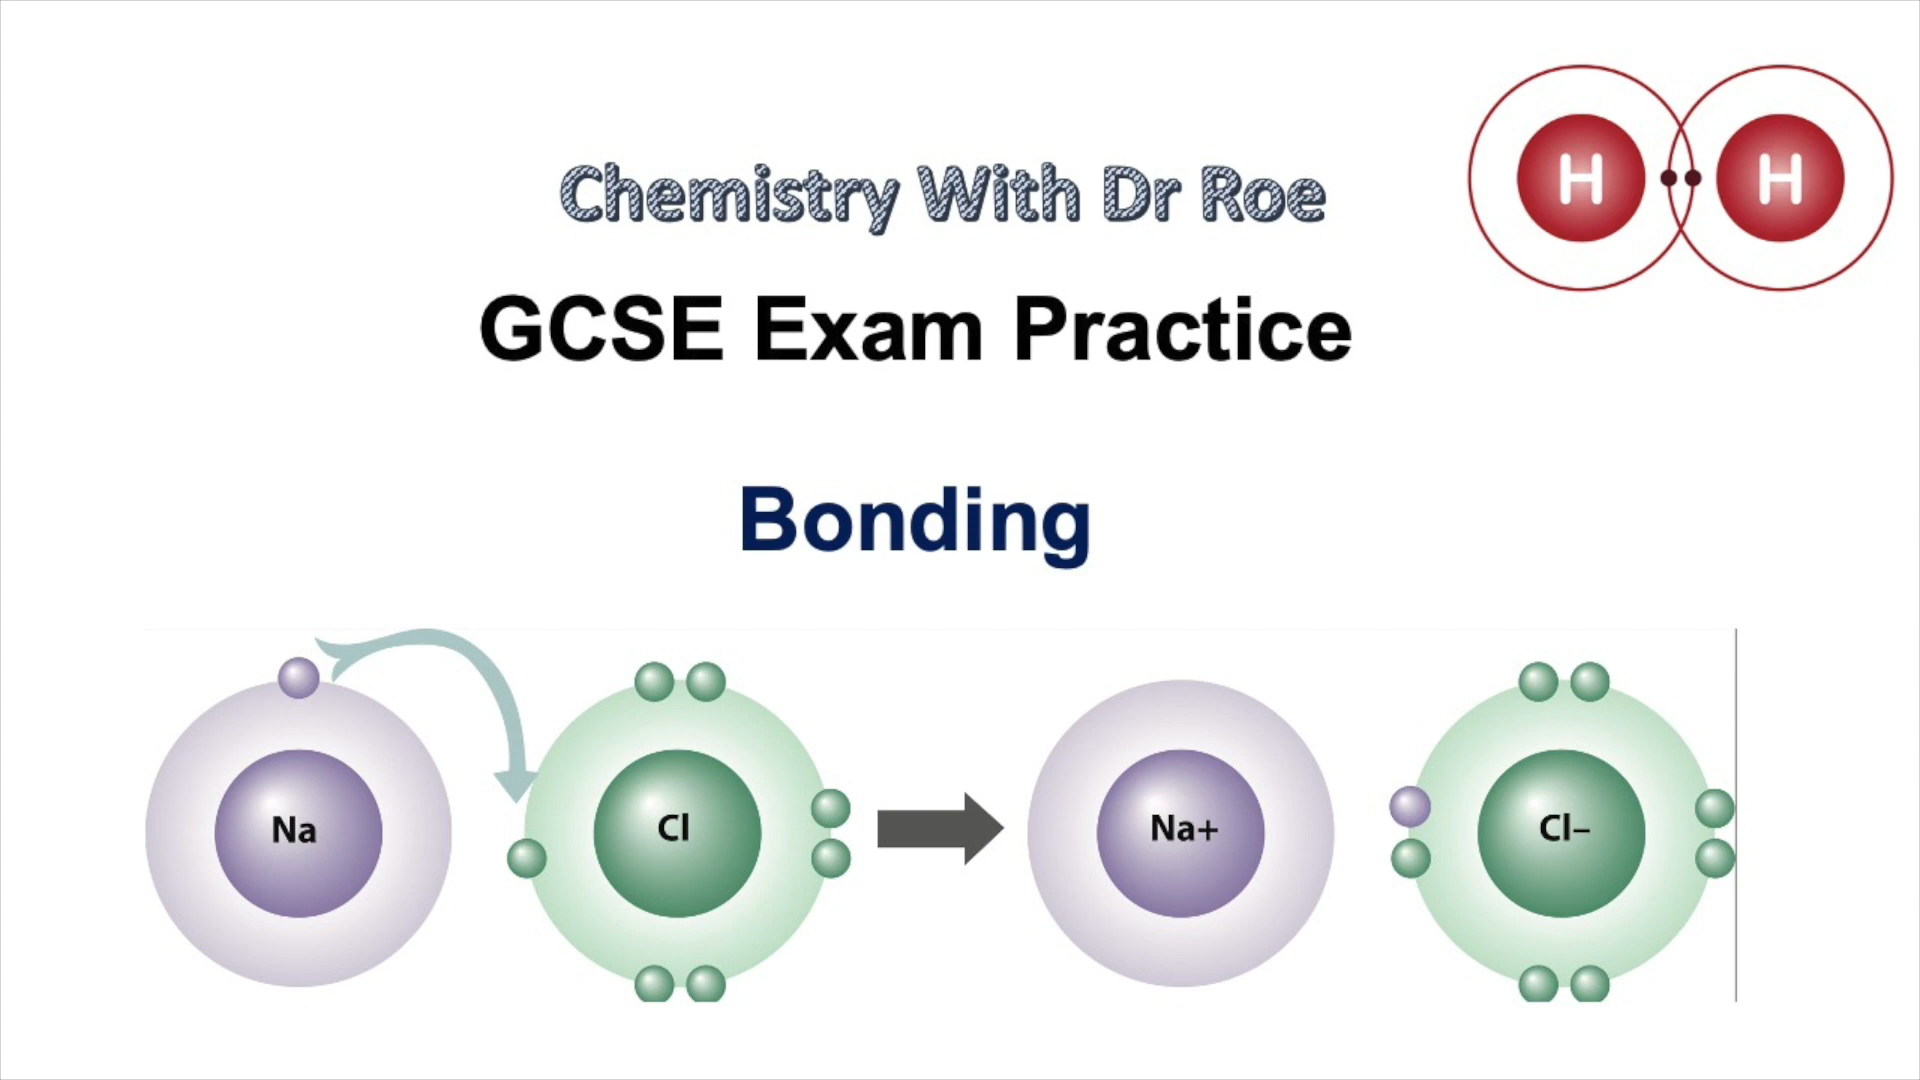 Chemistry With Dr Roe
H H
GCSE Exam Practice
Bonding
Na Cl Na+ Cl–